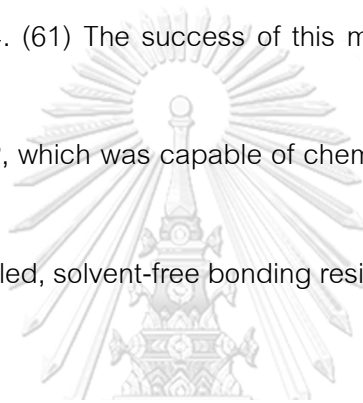 . (61) The success of this m
, which was capable of chem
led, solvent-free bonding resi